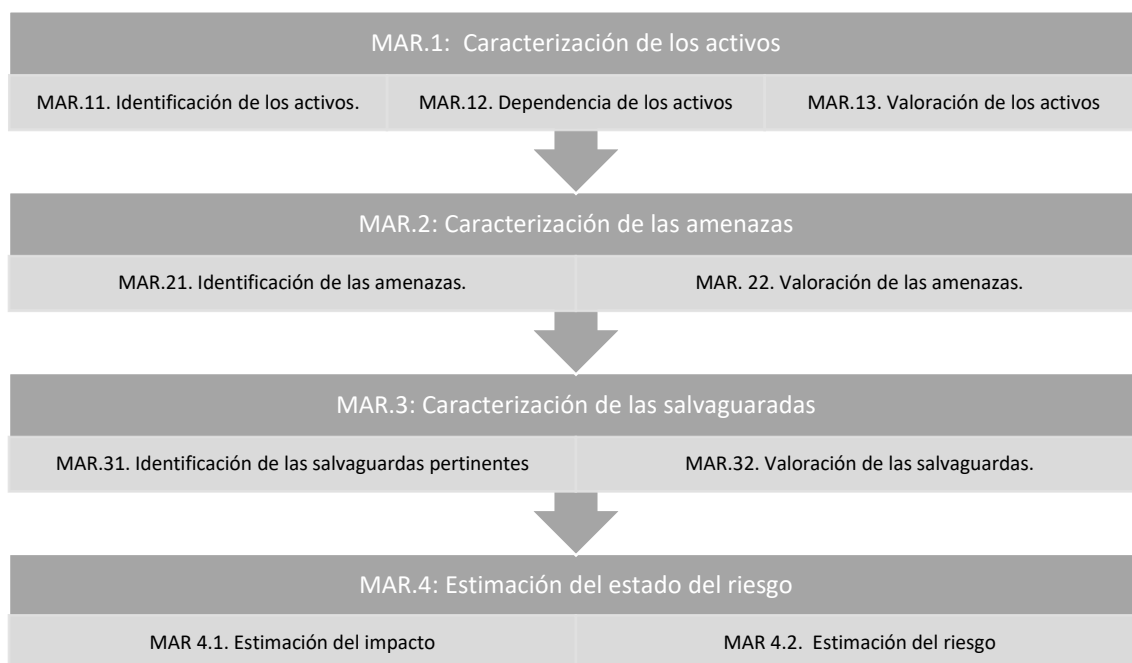 MAR.1: Caracterización de los activos
MAR.11. Identificación de los activos.
MAR.12. Dependencia de los activos
MAR.13. Valoración de los activos
MAR.2: Caracterización de las amenazas
MAR.21. Identificación de las amenazas.
MAR. 22. Valoración de las amenazas.
MAR.3: Caracterización de las salvaguaradas
MAR.31. Identificación de las salvaguardas pertinentes
MAR.32. Valoración de las salvaguardas.
MAR.4: Estimación del estado del riesgo
MAR 4.1. Estimación del impacto
MAR 4.2. Estimación del riesgo